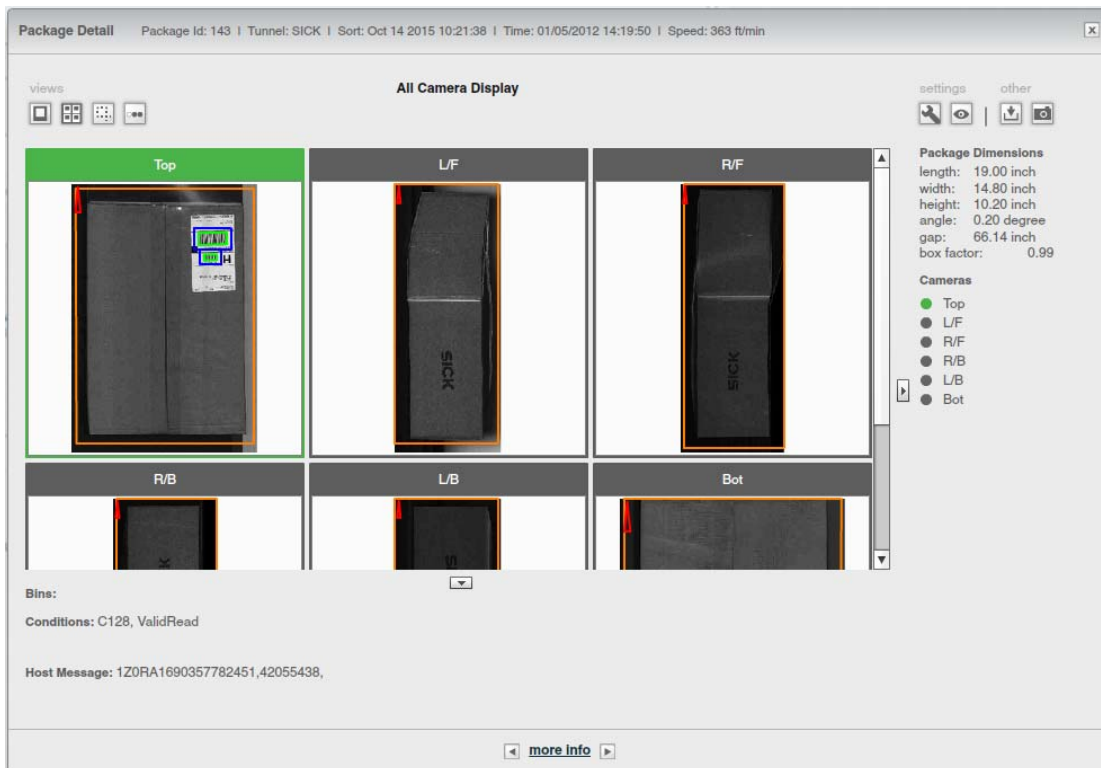 Package Detail Package Id: 143 I Tunnel: SICK I Sort: Oct 14 2015 10:21:38 I Time: 01/05/2012 14:19:50 I Speed: 363 ft/min x
views All Camera Display settings other
Top L/F R/F
SICK SICK
H
R/B L/B Bot
SICK SICK
Package Dimensions
length: 19.00 inch
width: 14.80 inch
height: 10.20 inch
angle: 0.20 degree
gap: 66.14 inch
box factor: 0.99
Cameras
Top
L/F
R/F
R/B
L/B
Bot
Bins:
Conditions: C128, ValidRead
Host Message: 1Z0RA1690357782451,42055438,
more info